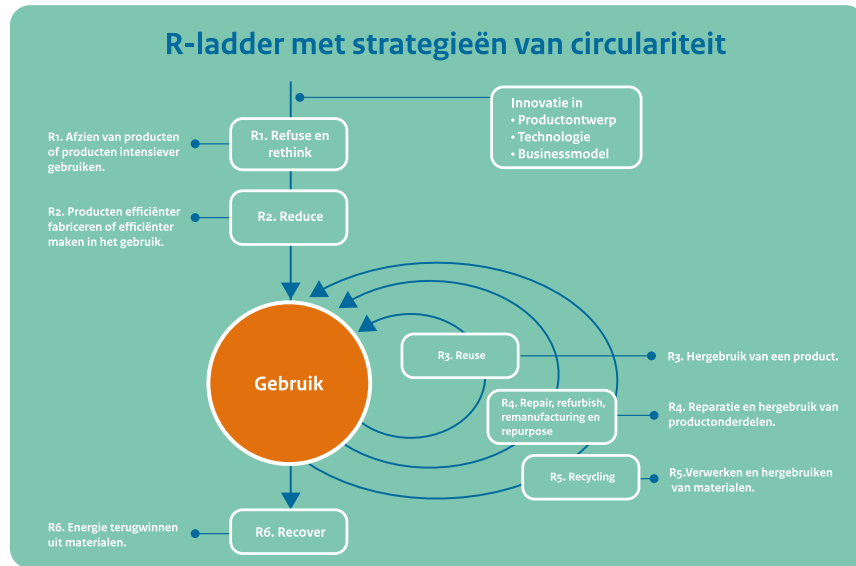 R-ladder met strategieën van circulariteit
Innovatie in
• Productontwerp
• Technologie
• Businessmodel
R1. Afzien van producten
of producten intensiever
gebruiken.
R1. Refuse en
rethink
R2. Producten efficiënter
fabriceren of efficiënter
maken in het gebruik.
R2. Reduce
Gebruik
R3. Reuse
R3. Hergebruik van een product.
R4. Repair, refurbish,
remanufacturing en
repurpose
R4. Reparatie en hergebruik van
productonderdelen.
R5. Recycling
R5.Verwerken en hergebruiken
van materialen.
R6. Energie terugwinnen
uit materialen.
R6. Recover